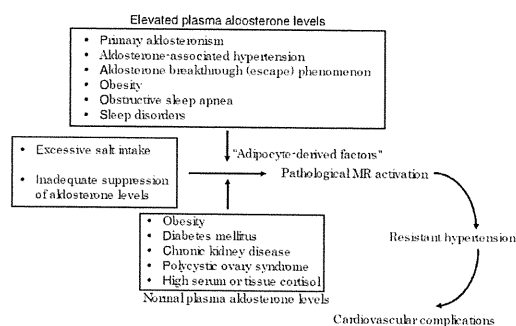 Elevated plasma aldosterone levels
• Primary aldosteronism
• Aldosterone-associated hypertension
• Aldosterone breakthrough (escape) phenomenon
• Obesity
• Obstructive sleep apnea
• Sleep disorders
• Excessive salt intake
• Inadequate suppression
of aldosterone levels
"Adipocyte-derived factors"
Pathological MR activation
• Obesity
• Diabetes mellitus
• Chronic kidney disease
• Polycystic ovary syndrome
• High serum or tissue cortisol
Normal plasma aldosterone levels
Resistant hypertension
Cardiovascular complications